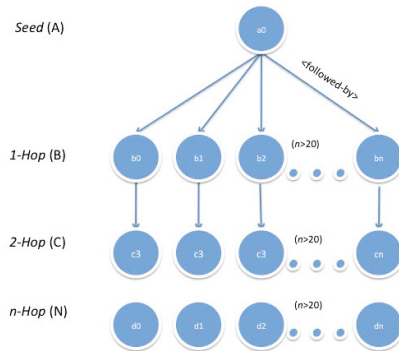 Seed (A)
a0
<followed-by>
1-Hop (B)
b0 b1 b2 (n>20) bn
2-Hop (C)
c3 c3 c3 (n>20) cn
n-Hop (N)
d0 d1 d2 (n>20) dn